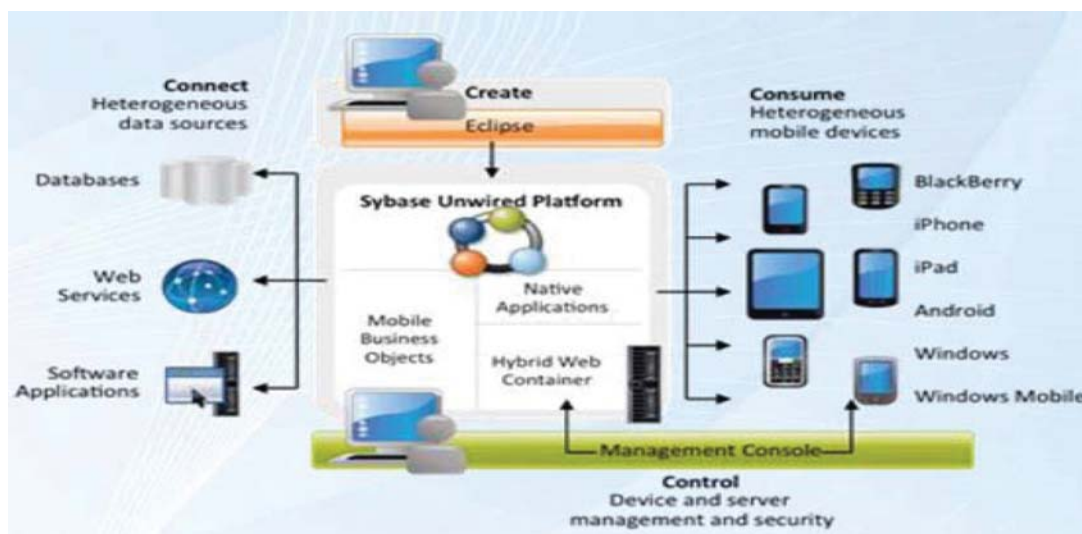 Connect
Heterogeneous
data sources
Databases
Web
Services
Software
Applications
Create
Eclipse
Sybase Unwired Platform
Mobile
Business
Objects
Native
Applications
Hybrid Web
Container
Management Console
Control
Device and server
management and security
Consume
Heterogeneous
mobile devices
BlackBerry
iPhone
iPad
Android
Windows
Windows Mobile